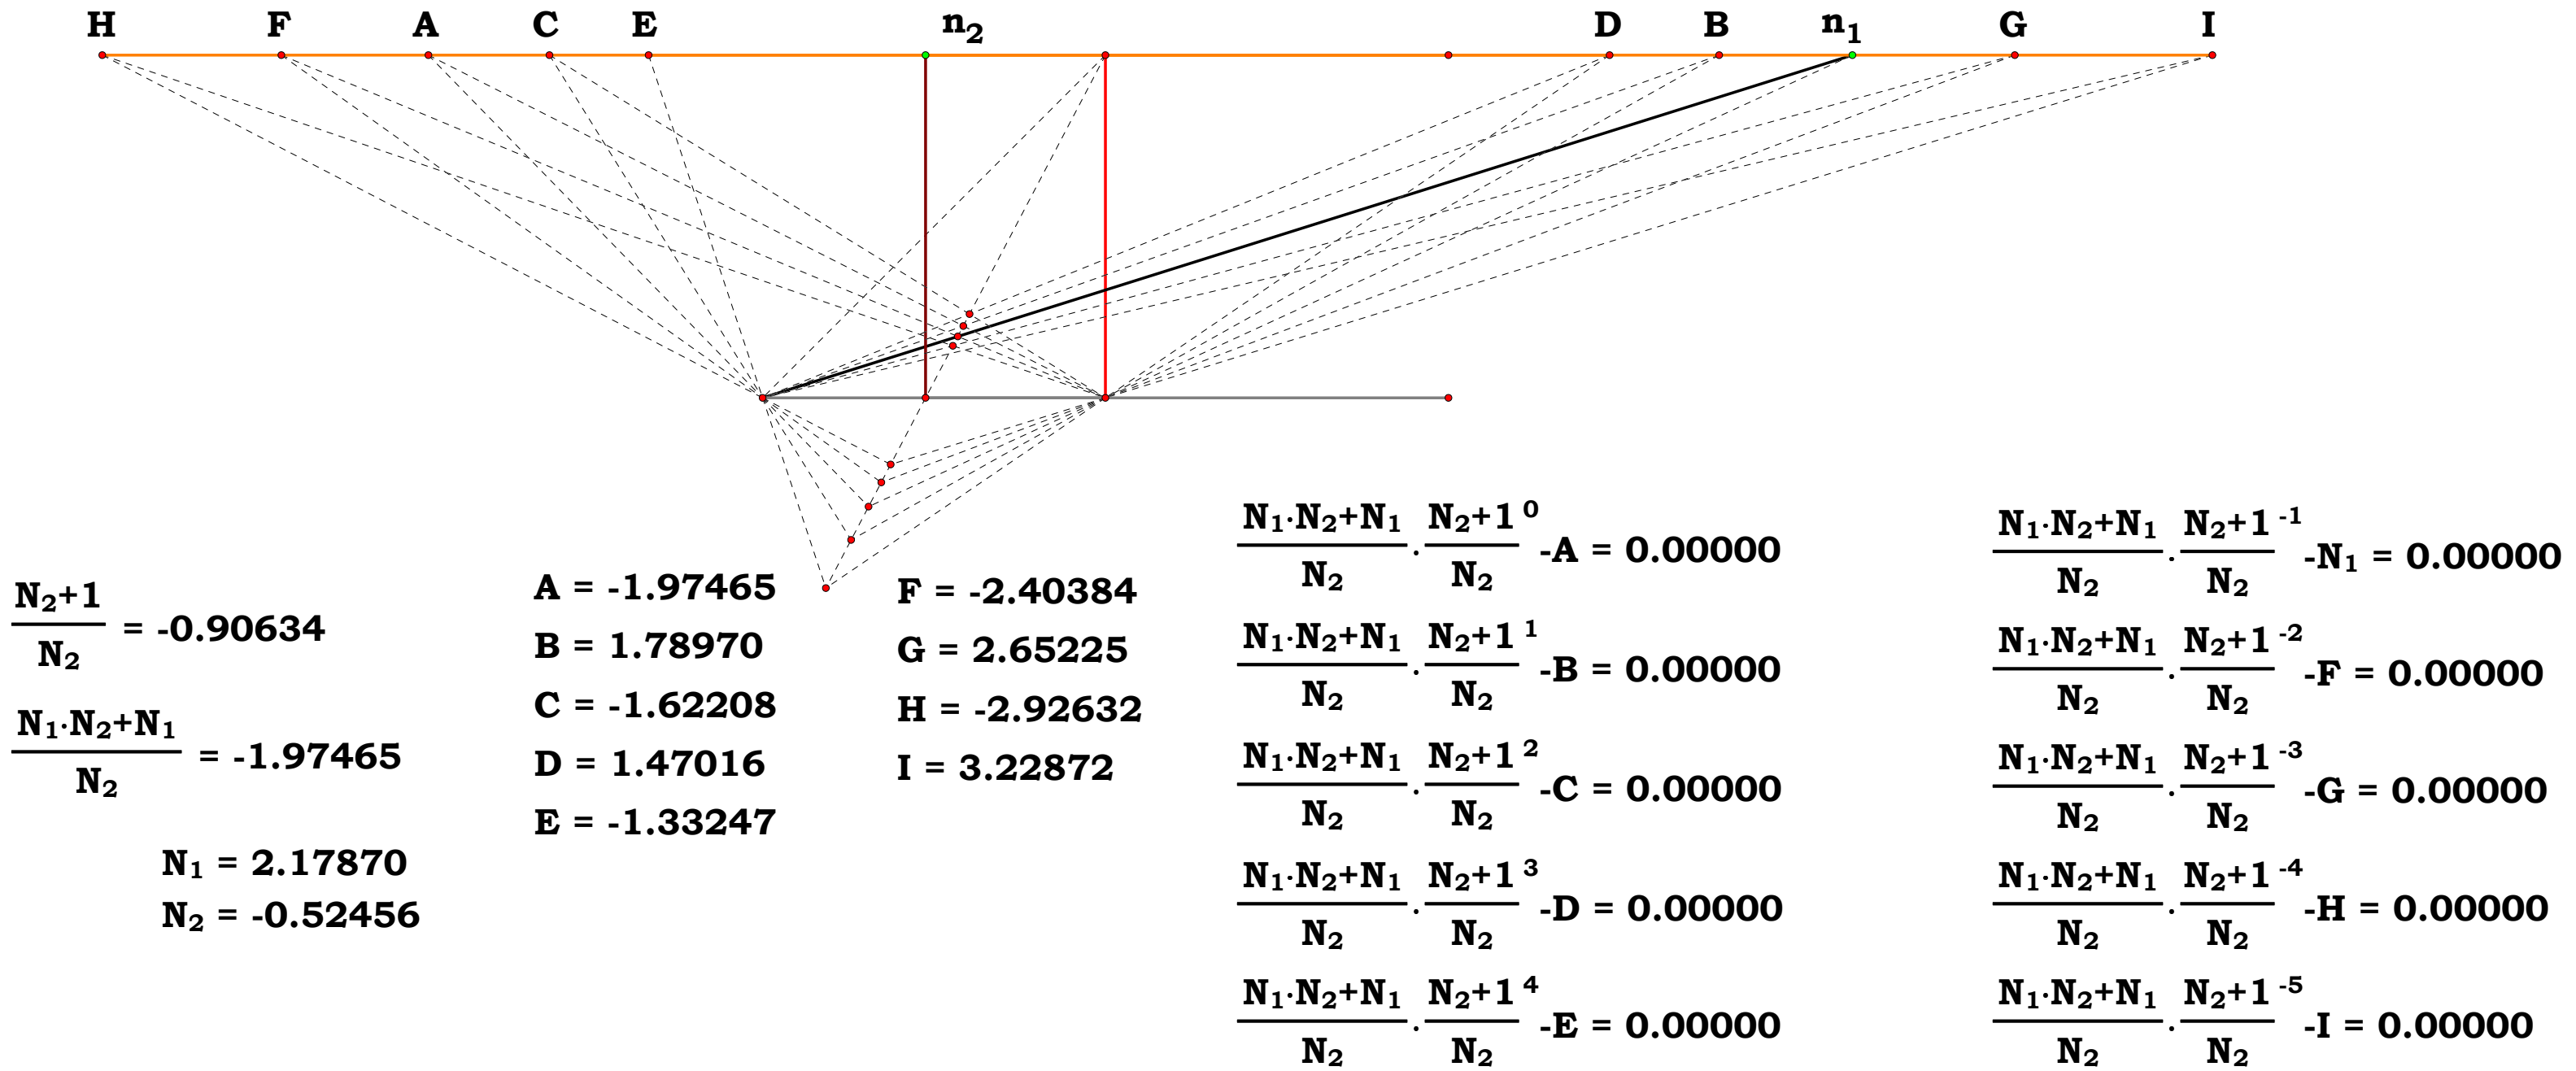 H F A C E n₂ D B n₁ G I
(N₂+1)/N₂ = -0.90634
(N₁·N₂+N₁)/N₂ = -1.97465
N₁ = 2.17870
N₂ = -0.52456
A = -1.97465
B = 1.78970
C = -1.62208
D = 1.47016
E = -1.33247
F = -2.40384
G = 2.65225
H = -2.92632
I = 3.22872
(N₁·N₂+N₁)/N₂ · (N₂+1)/N₂ ⁰ -A = 0.00000
(N₁·N₂+N₁)/N₂ · (N₂+1)/N₂ ¹ -B = 0.00000
(N₁·N₂+N₁)/N₂ · (N₂+1)/N₂ ² -C = 0.00000
(N₁·N₂+N₁)/N₂ · (N₂+1)/N₂ ³ -D = 0.00000
(N₁·N₂+N₁)/N₂ · (N₂+1)/N₂ ⁴ -E = 0.00000
(N₁·N₂+N₁)/N₂ · (N₂+1)/N₂ ⁻¹ -N₁ = 0.00000
(N₁·N₂+N₁)/N₂ · (N₂+1)/N₂ ⁻² -F = 0.00000
(N₁·N₂+N₁)/N₂ · (N₂+1)/N₂ ⁻³ -G = 0.00000
(N₁·N₂+N₁)/N₂ · (N₂+1)/N₂ ⁻⁴ -H = 0.00000
(N₁·N₂+N₁)/N₂ · (N₂+1)/N₂ ⁻⁵ -I = 0.00000